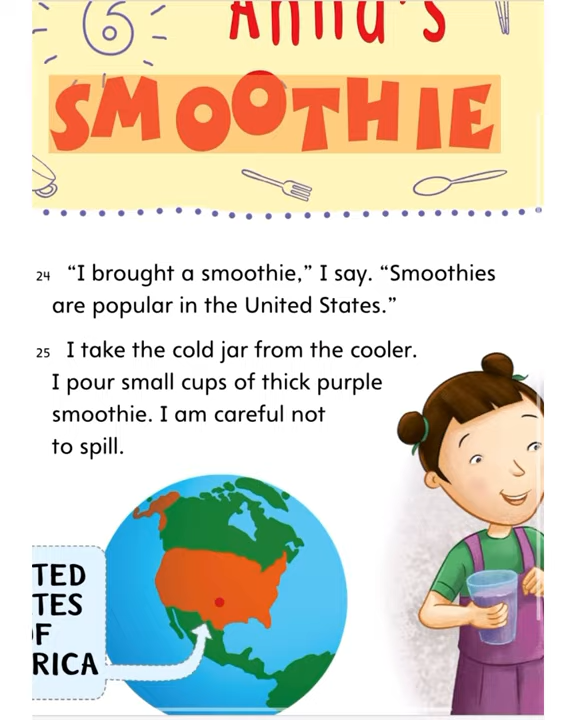 6
Anna's
SMOOTHIE
24 “I brought a smoothie,” I say. “Smoothies
are popular in the United States.”
25 I take the cold jar from the cooler.
I pour small cups of thick purple
smoothie. I am careful not
to spill.
TED
TES
F
RICA